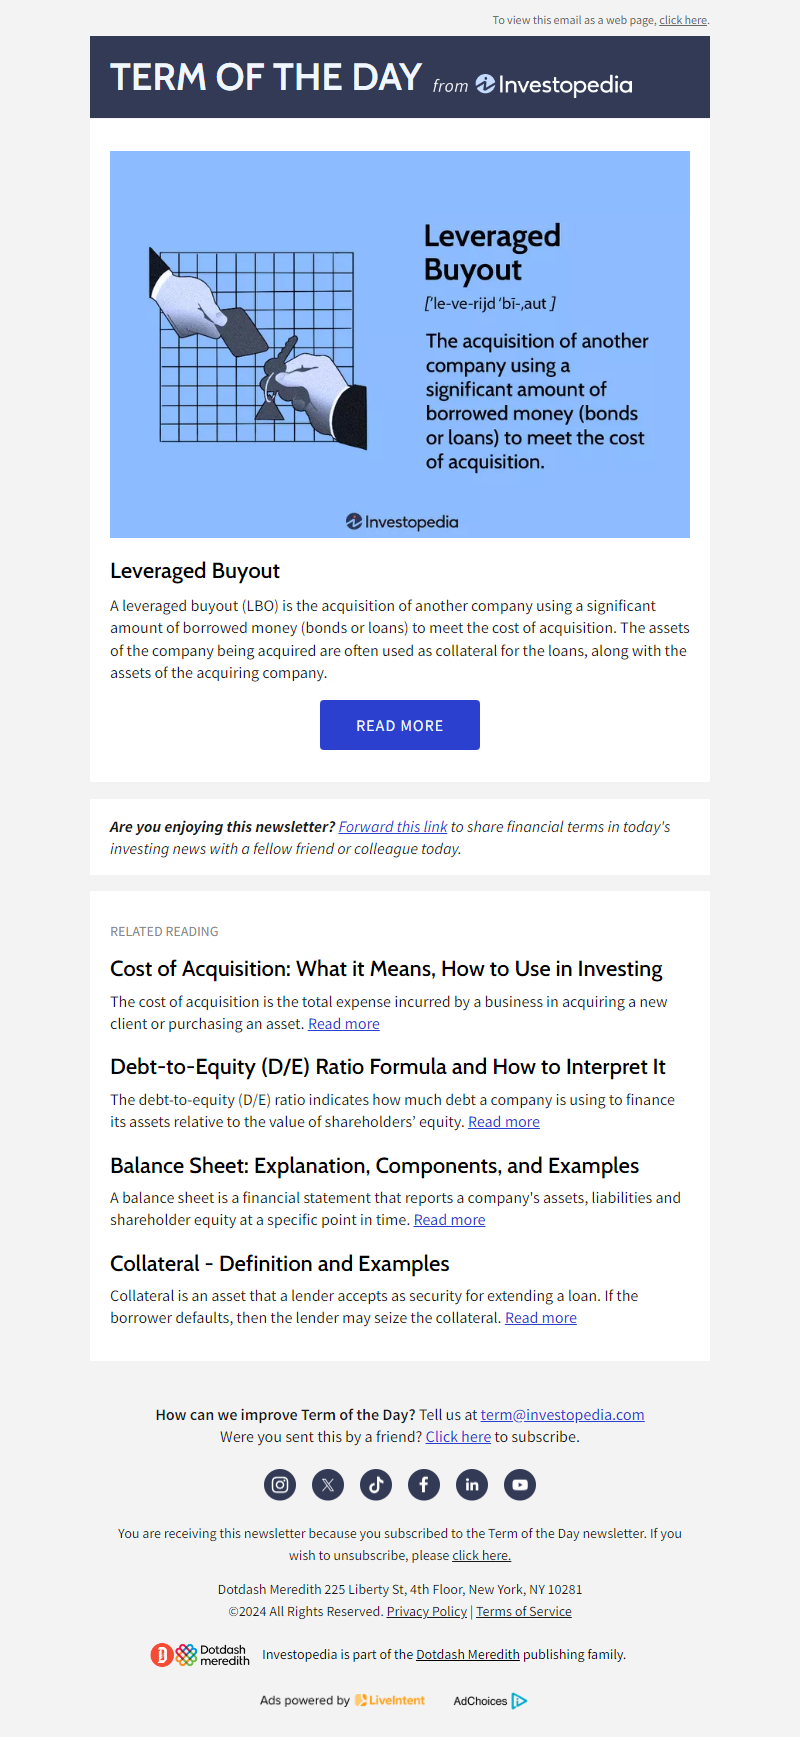 To view this email as a web page, click here.
TERM OF THE DAY from Investopedia
Leveraged
Buyout
['le-ve-rijd ‘bī-,aut ]
The acquisition of another
company using a
significant amount of
borrowed money (bonds
or loans) to meet the cost
of acquisition.
Investopedia
Leveraged Buyout
A leveraged buyout (LBO) is the acquisition of another company using a significant
amount of borrowed money (bonds or loans) to meet the cost of acquisition. The assets
of the company being acquired are often used as collateral for the loans, along with the
assets of the acquiring company.
READ MORE
Are you enjoying this newsletter? Forward this link to share financial terms in today's
investing news with a fellow friend or colleague today.
RELATED READING
Cost of Acquisition: What it Means, How to Use in Investing
The cost of acquisition is the total expense incurred by a business in acquiring a new
client or purchasing an asset. Read more
Debt-to-Equity (D/E) Ratio Formula and How to Interpret It
The debt-to-equity (D/E) ratio indicates how much debt a company is using to finance
its assets relative to the value of shareholders’ equity. Read more
Balance Sheet: Explanation, Components, and Examples
A balance sheet is a financial statement that reports a company's assets, liabilities and
shareholder equity at a specific point in time. Read more
Collateral - Definition and Examples
Collateral is an asset that a lender accepts as security for extending a loan. If the
borrower defaults, then the lender may seize the collateral. Read more
How can we improve Term of the Day? Tell us at term@investopedia.com
Were you sent this by a friend? Click here to subscribe.
You are receiving this newsletter because you subscribed to the Term of the Day newsletter. If you
wish to unsubscribe, please click here.
Dotdash Meredith 225 Liberty St, 4th Floor, New York, NY 10281
©2024 All Rights Reserved. Privacy Policy | Terms of Service
Dotdash
meredith
Investopedia is part of the Dotdash Meredith publishing family.
Ads powered by LiveIntent
AdChoices